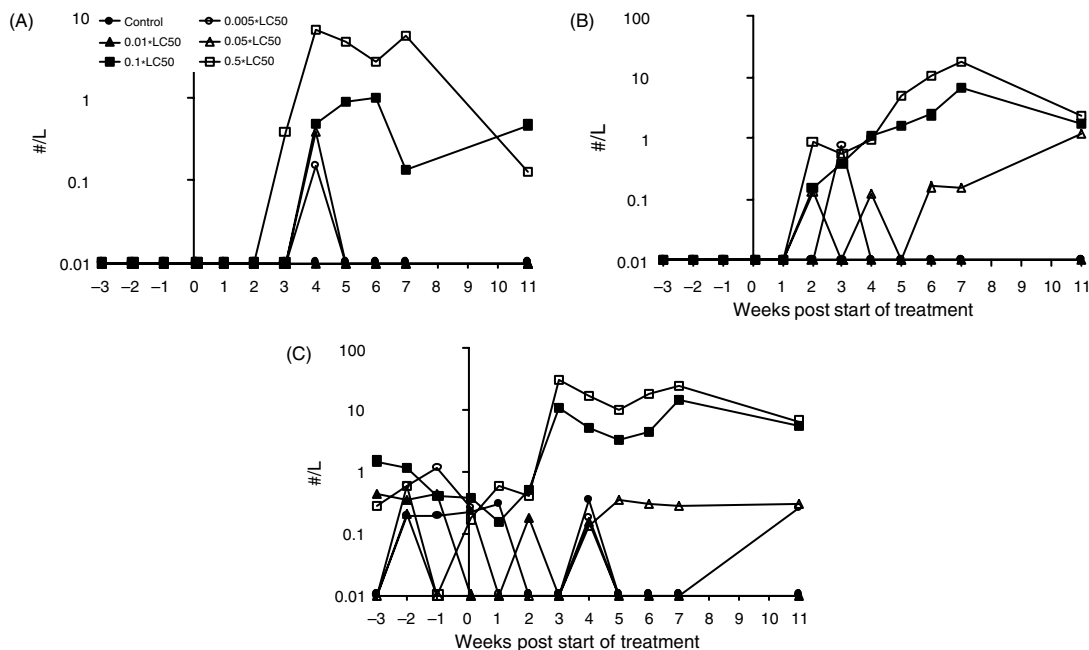 (A)
10
1
0.1
0.01
#/L
Control
0.005*LC50
0.01*LC50
0.05*LC50
0.1*LC50
0.5*LC50
−3 −2 −1 0 1 2 3 4 5 6 7 8 9 10 11
(B)
100
10
1
0.1
0.01
#/L
−3 −2 −1 0 1 2 3 4 5 6 7 8 9 10 11
Weeks post start of treatment
(C)
100
10
1
0.1
0.01
#/L
−3 −2 −1 0 1 2 3 4 5 6 7 8 9 10 11
Weeks post start of treatment